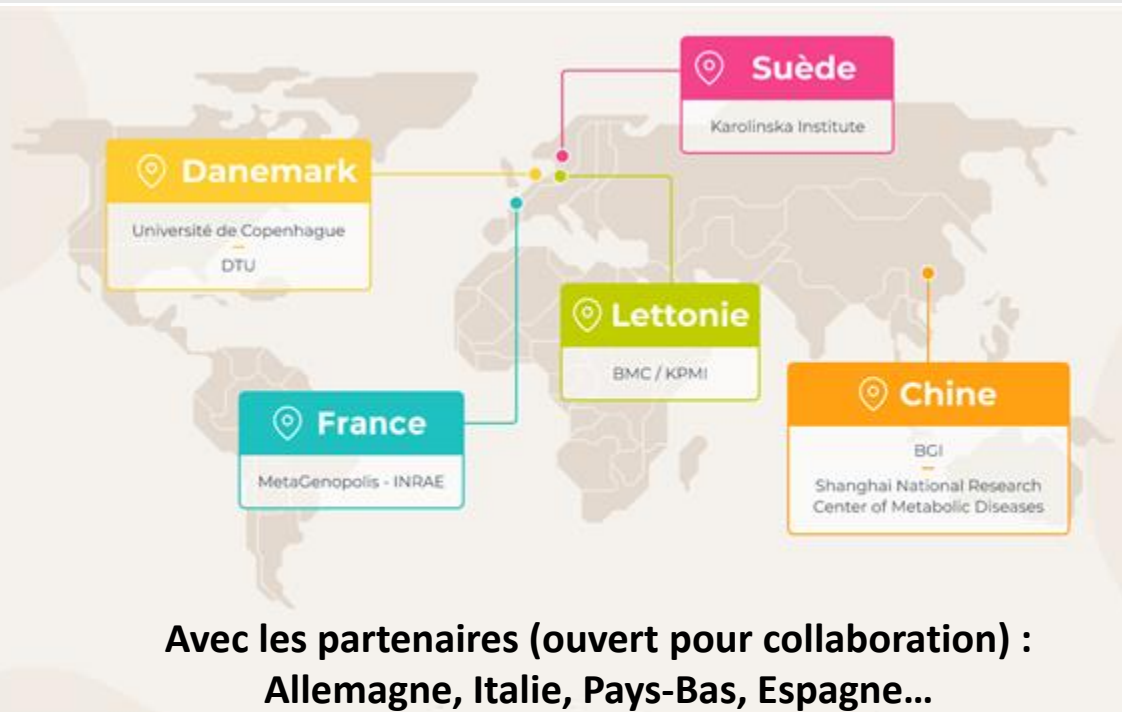 Suède
Karolinska Institute
Danemark
Université de Copenhague
DTU
Lettonie
BMC / KPMI
France
MetaGenopolis - INRAE
Chine
BGI
Shanghai National Research
Center of Metabolic Diseases
Avec les partenaires (ouvert pour collaboration) :
Allemagne, Italie, Pays-Bas, Espagne…